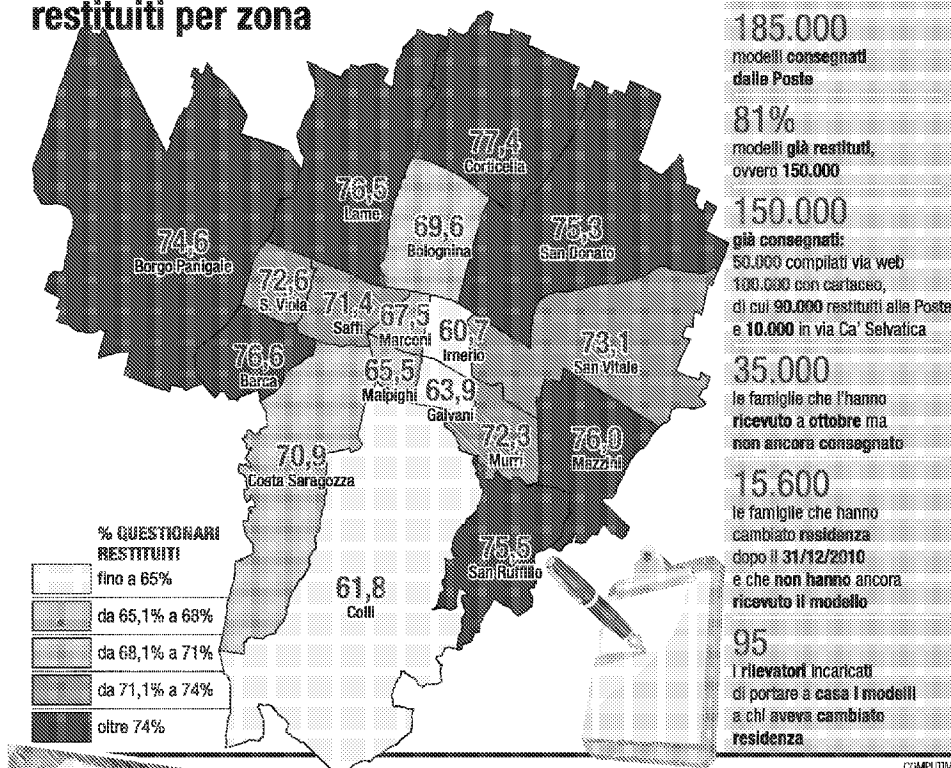 restituiti per zona
77,4
Corticella
76,5
Lame
69,6
Bolognina
75,3
San Donato
74,6
Borgo Panigale
72,6
S. Viola
71,4
Saffi
67,5
Marconi
60,7
Irnerio
73,1
San Vitale
76,6
Barca
65,5
Malpighi
63,9
Galvani
72,3
Murri
76,0
Mazzini
70,9
Costa Saragozza
75,5
San Ruffillo
61,8
Colli
% QUESTIONARI
RESTITUITI
fino a 65%
da 65,1% a 68%
da 68,1% a 71%
da 71,1% a 74%
oltre 74%
185.000
modelli consegnati
dalle Poste
81%
modelli già restituti,
ovvero 150.000
150.000
già consegnati:
50.000 compilati via web
100.000 con cartaceo,
di cui 90.000 restituiti alle Poste
e 10.000 in via Ca' Selvatica
35.000
le famiglie che l'hanno
ricevuto a ottobre ma
non ancora consegnato
15.600
le famiglie che hanno
cambiato residenza
dopo il 31/12/2010
e che non hanno ancora
ricevuto il modello
95
i rilevatori incaricati
di portare a casa i modelli
a chi aveva cambiato
residenza